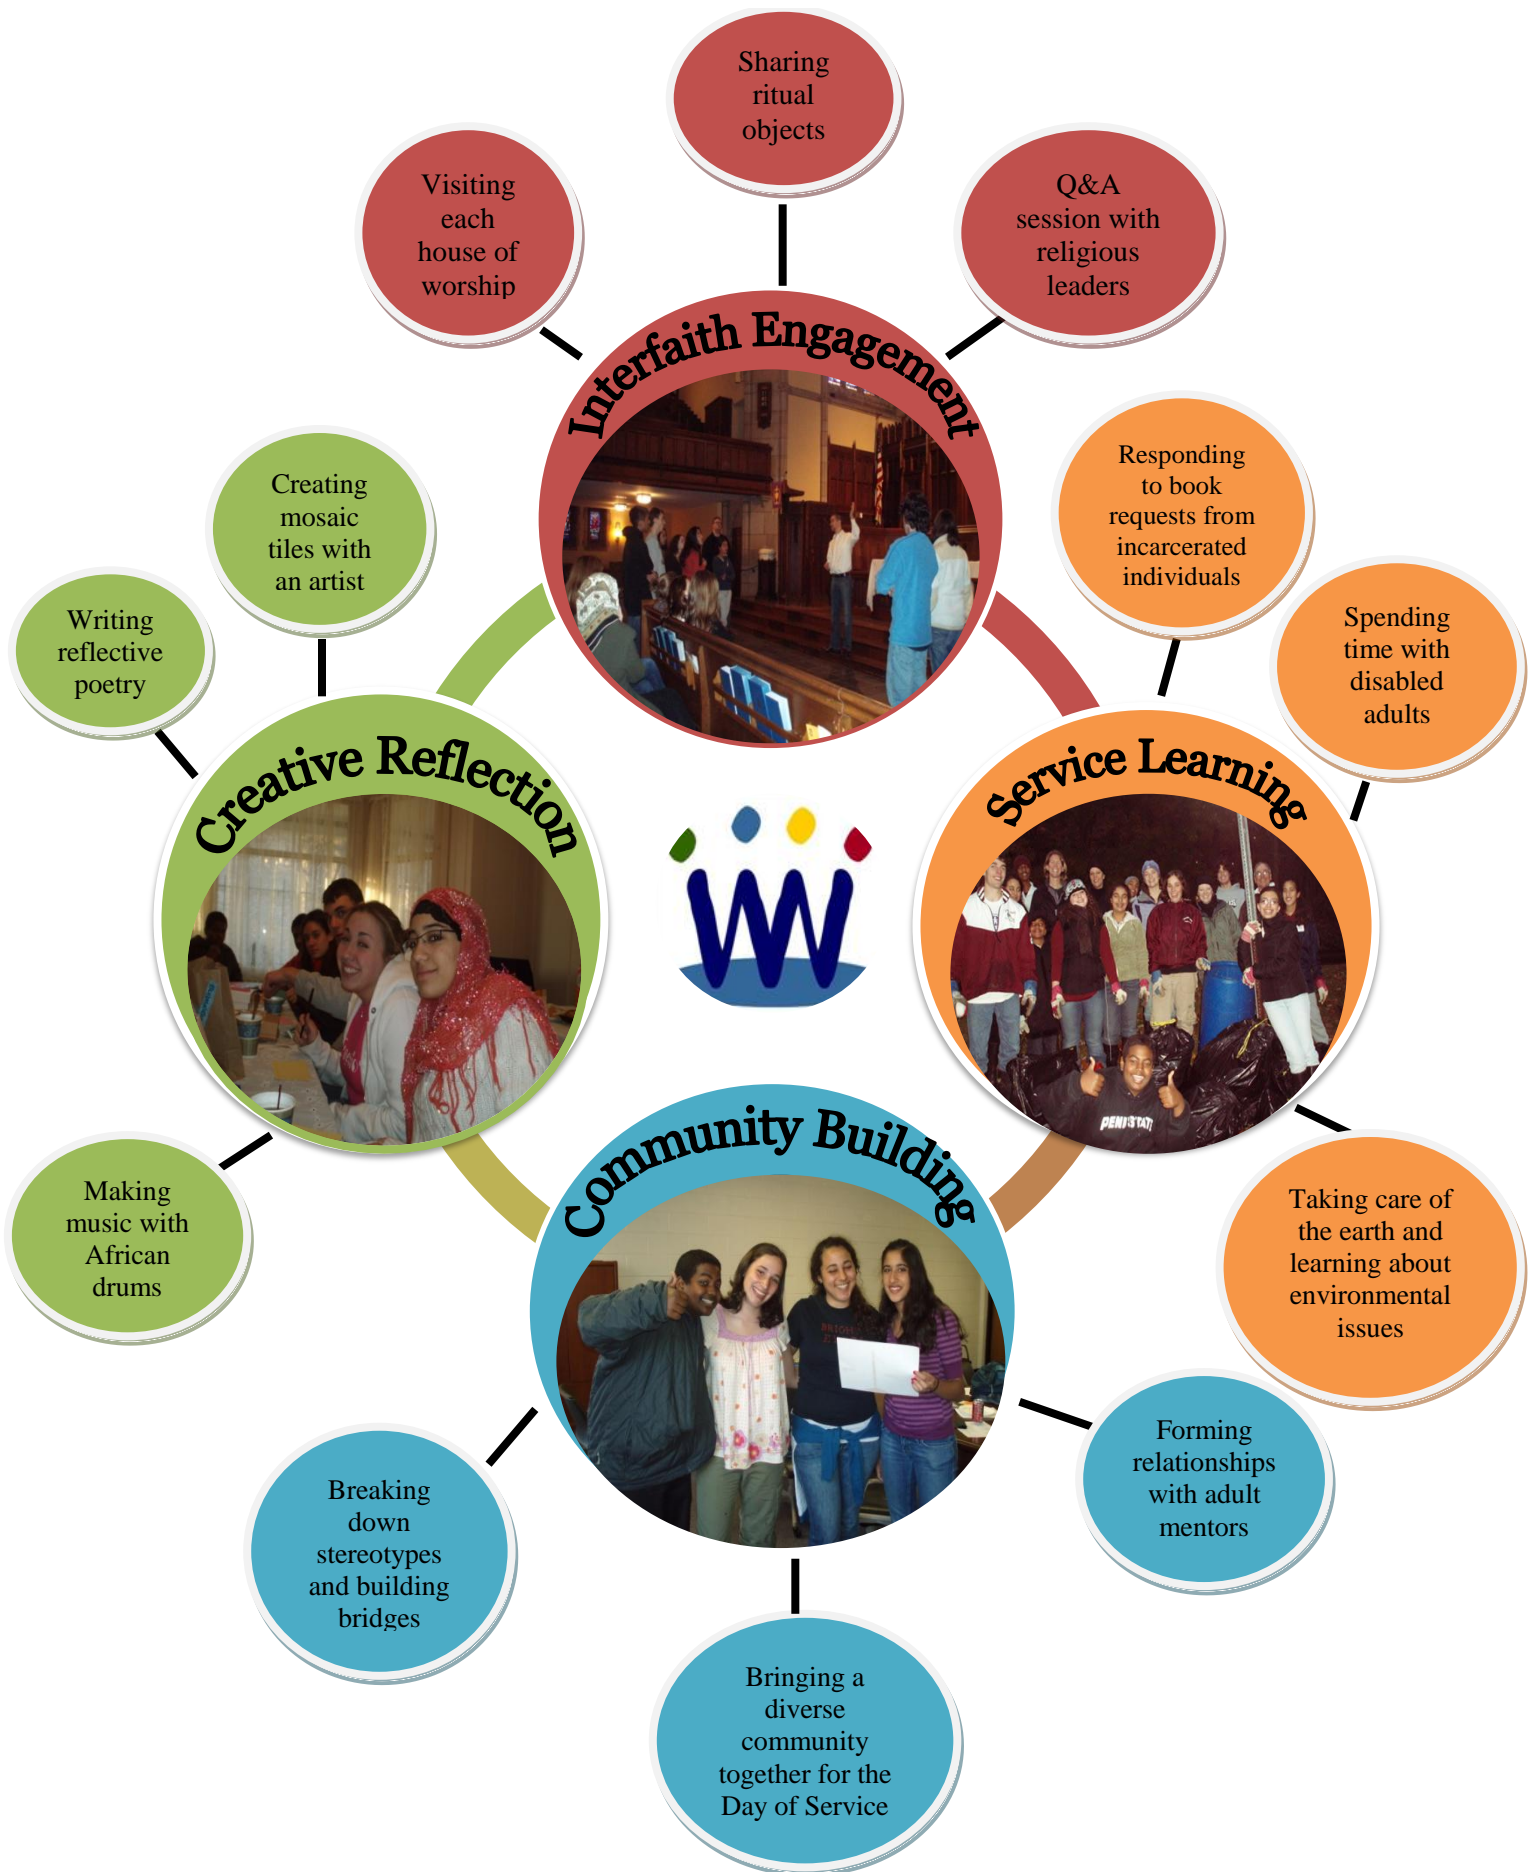 Sharing
ritual
objects
Visiting
each
house of
worship
Q&A
session with
religious
leaders
Interfaith Engagement
Responding
to book
requests from
incarcerated
individuals
Creating
mosaic
tiles with
an artist
Spending
time with
disabled
adults
Writing
reflective
poetry
Creative Reflection
Service Learning
PENN STATE
Community Building
Making
music with
African
drums
Taking care of
the earth and
learning about
environmental
issues
Forming
relationships
with adult
mentors
Breaking
down
stereotypes
and building
bridges
Bringing a
diverse
community
together for the
Day of Service